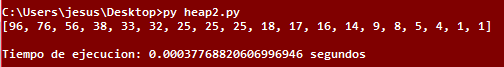 C:\Users\jesus\Desktop>py heap2.py
[96, 76, 56, 38, 33, 32, 25, 25, 25, 18, 17, 16, 14, 9, 8, 5, 4, 1, 1]
Tiempo de ejecucion: 0.00037768820606996946 segundos